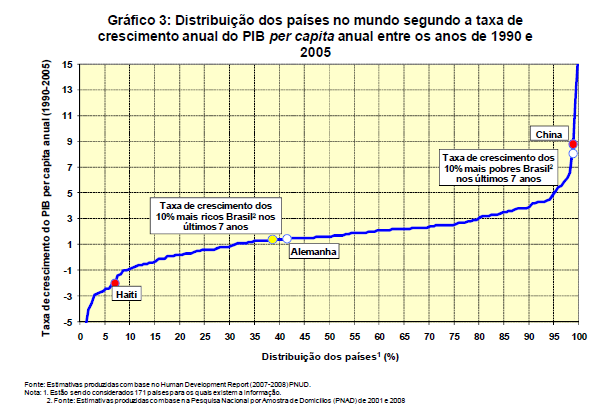 Gráfico 3: Distribuição dos países no mundo segundo a taxa de
crescimento anual do PIB per capita anual entre os anos de 1990 e
2005
Taxa de crescimento do PIB per capita anual (1990-2005)
15
13
11
9
7
5
3
1
-1
-3
-5
China
Taxa de crescimento dos
10% mais pobres Brasil2
nos últimos 7 anos
Taxa de crescimento dos
10% mais ricos Brasil2 nos
últimos 7 anos
Alemanha
Haiti
0 5 10 15 20 25 30 35 40 45 50 55 60 65 70 75 80 85 90 95 100
Distribuição dos países1 (%)
Fonte: Estimativas produzidas com base no Human Development Report (2007-2008) PNUD.
Nota: 1. Estão sendo considerados 171 países para os quais existem a informação.
2. Fonte: Estimativas produzidas com base na Pesquisa Nacional por Amostra de Domicílios (PNAD) de 2001 e 2008